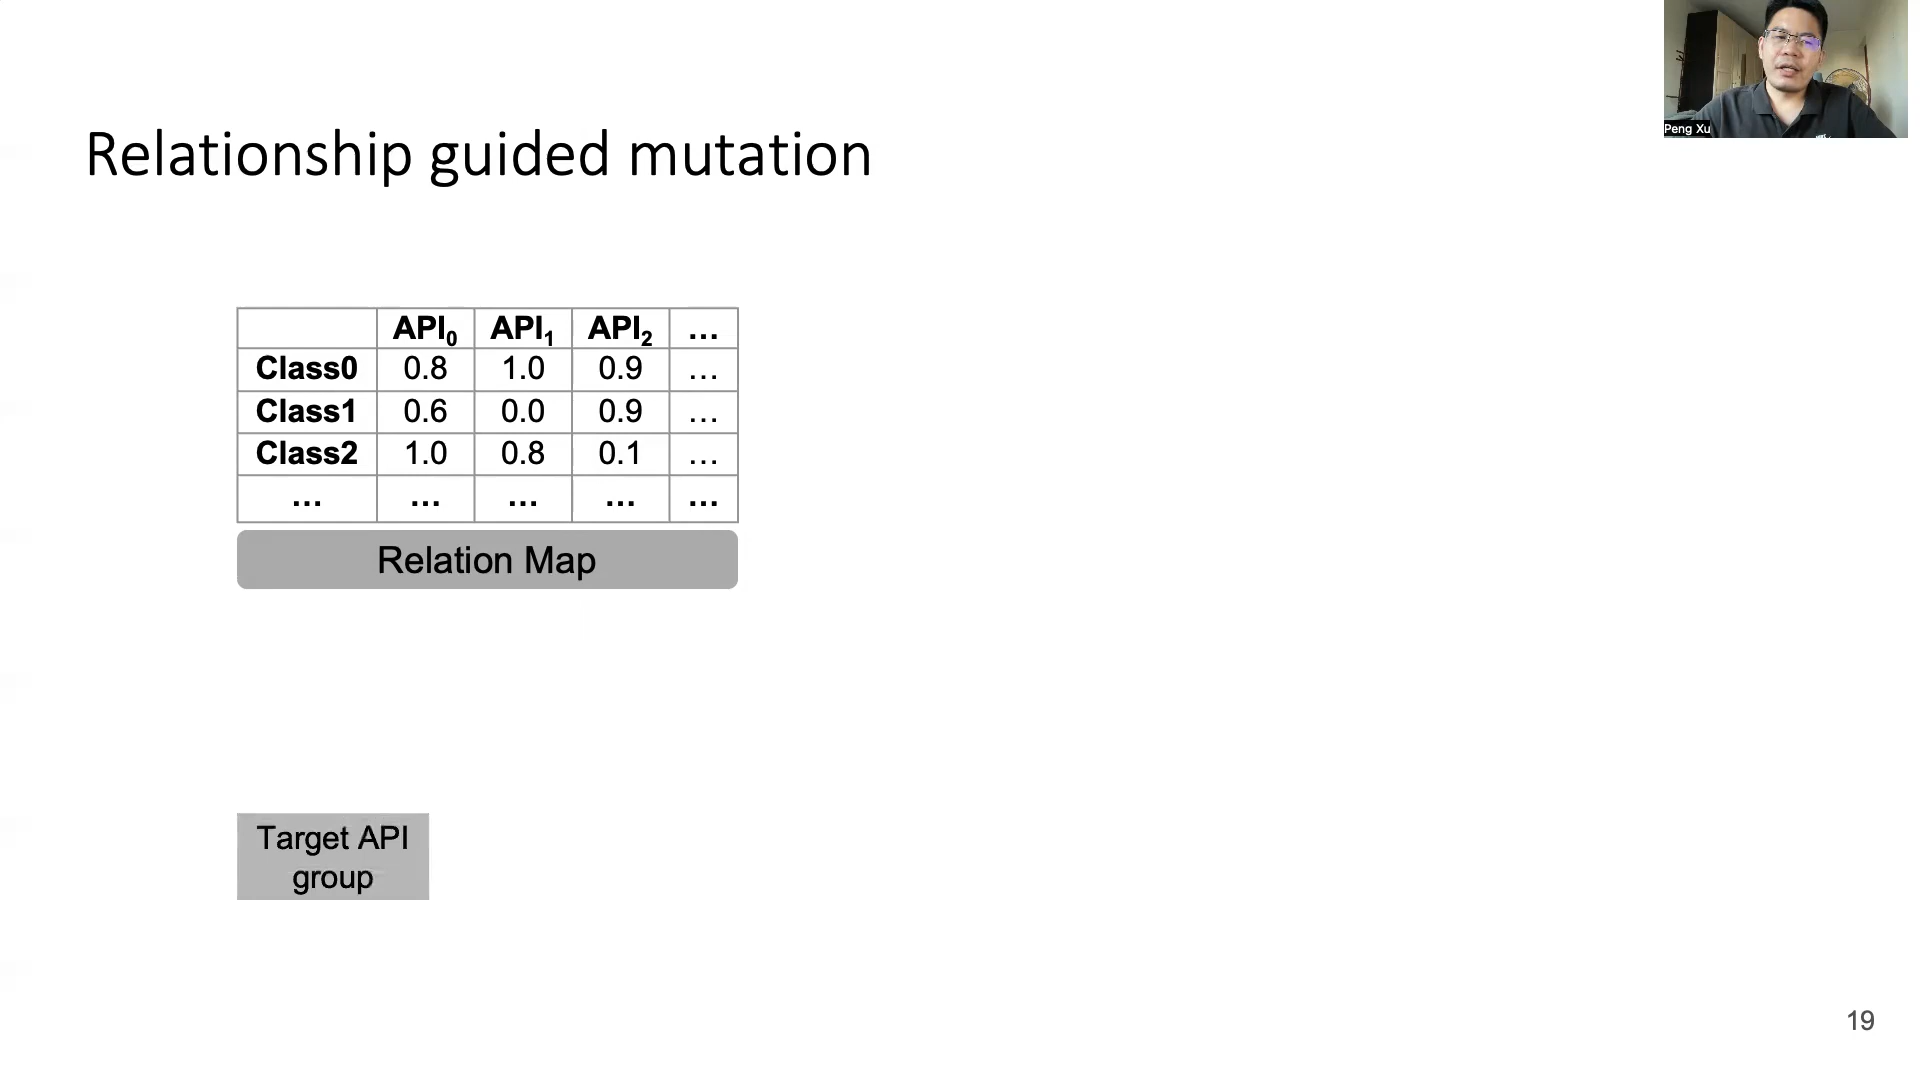 Peng Xu
Relationship guided mutation
API0 API1 API2 ...
Class0 0.8 1.0 0.9 ...
Class1 0.6 0.0 0.9 ...
Class2 1.0 0.8 0.1 ...
... ... ... ... ...
Relation Map
Target API
group
19